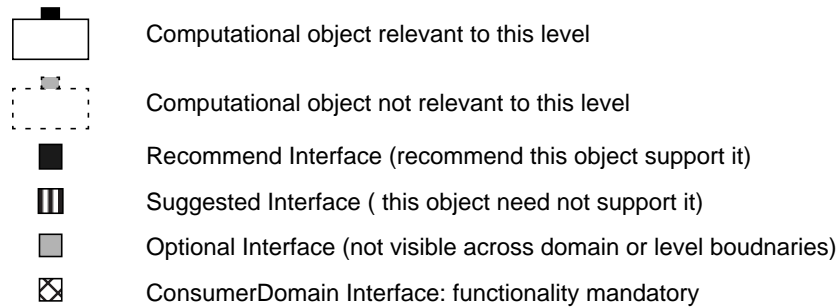 Computational object relevant to this level
Computational object not relevant to this level
Recommend Interface (recommend this object support it)
Suggested Interface ( this object need not support it)
Optional Interface (not visible across domain or level boudnaries)
ConsumerDomain Interface: functionality mandatory